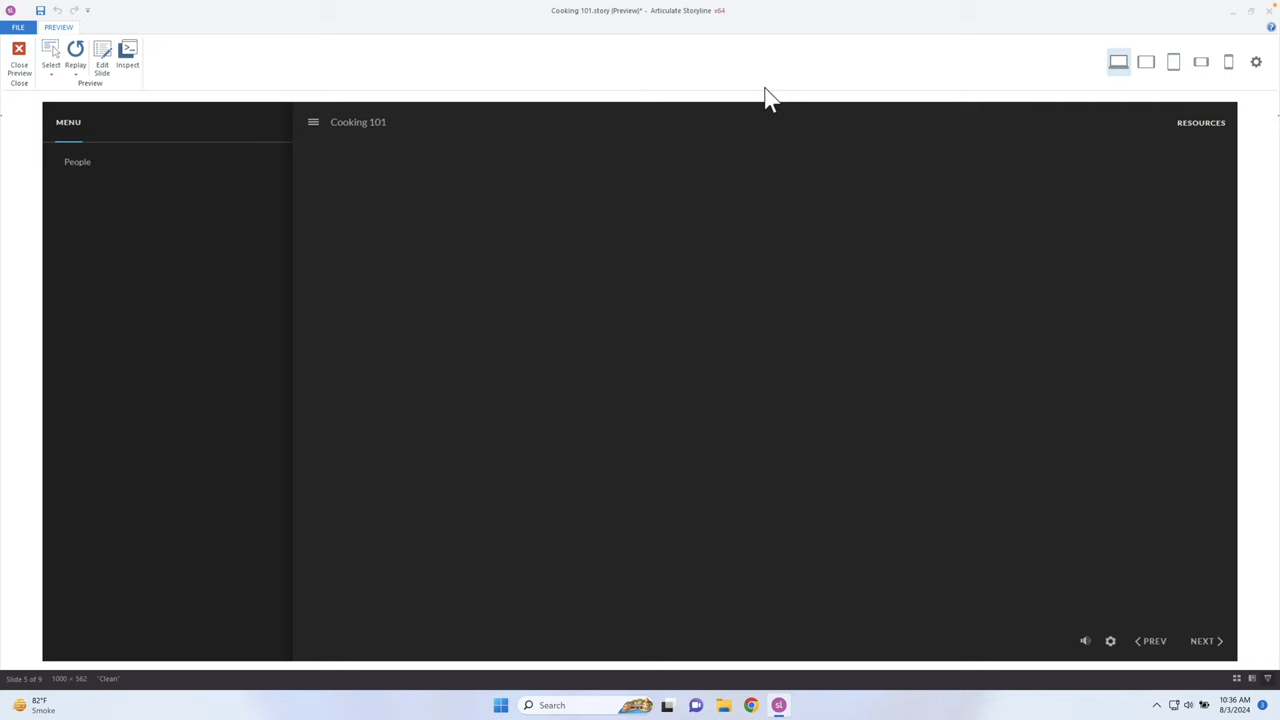 Cooking 101.story (Preview)* - Articulate Storyline x64
FILE
PREVIEW
Close Preview
Select
Replay
Edit Slide
Inspect
Close
Preview
MENU
Cooking 101
RESOURCES
People
PREV
NEXT
Slide 5 of 9
1000 × 562
"Clean"
82°F
Smoke
Search
10:36 AM
8/3/2024
3